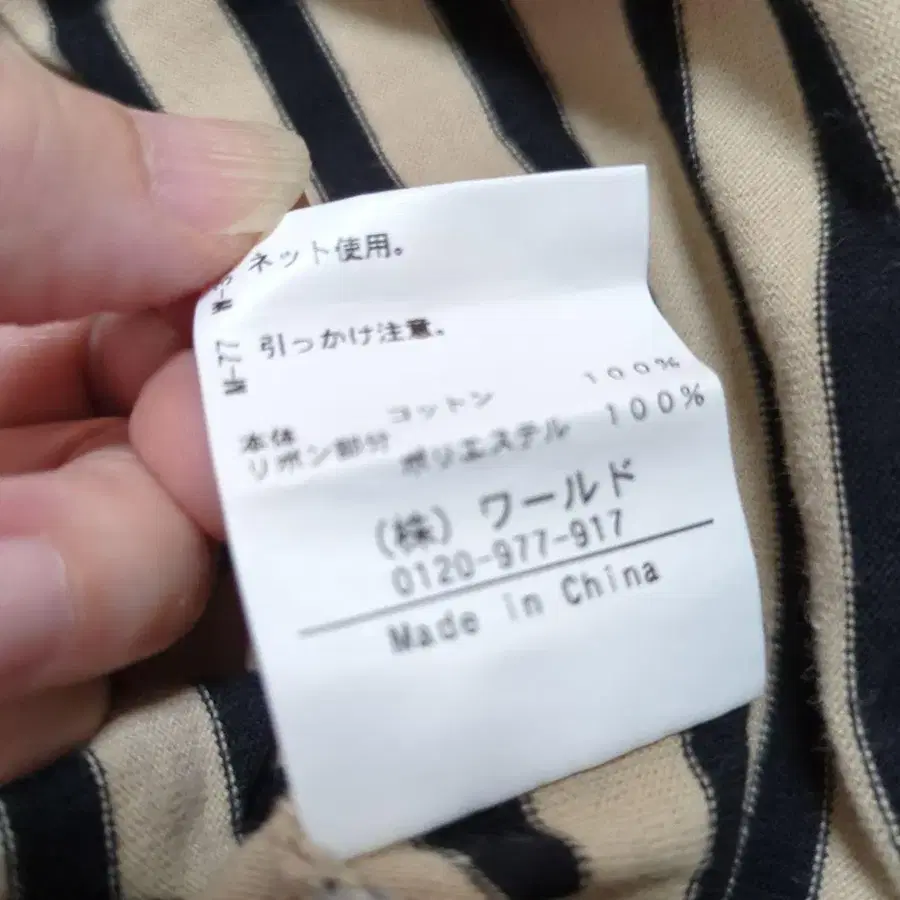 ネット使用。
引っかけ注意。
M-77
本体 コットン 100%
リボン部分 ポリエステル 100%
(株) ワールド
0120-977-917
Made in China